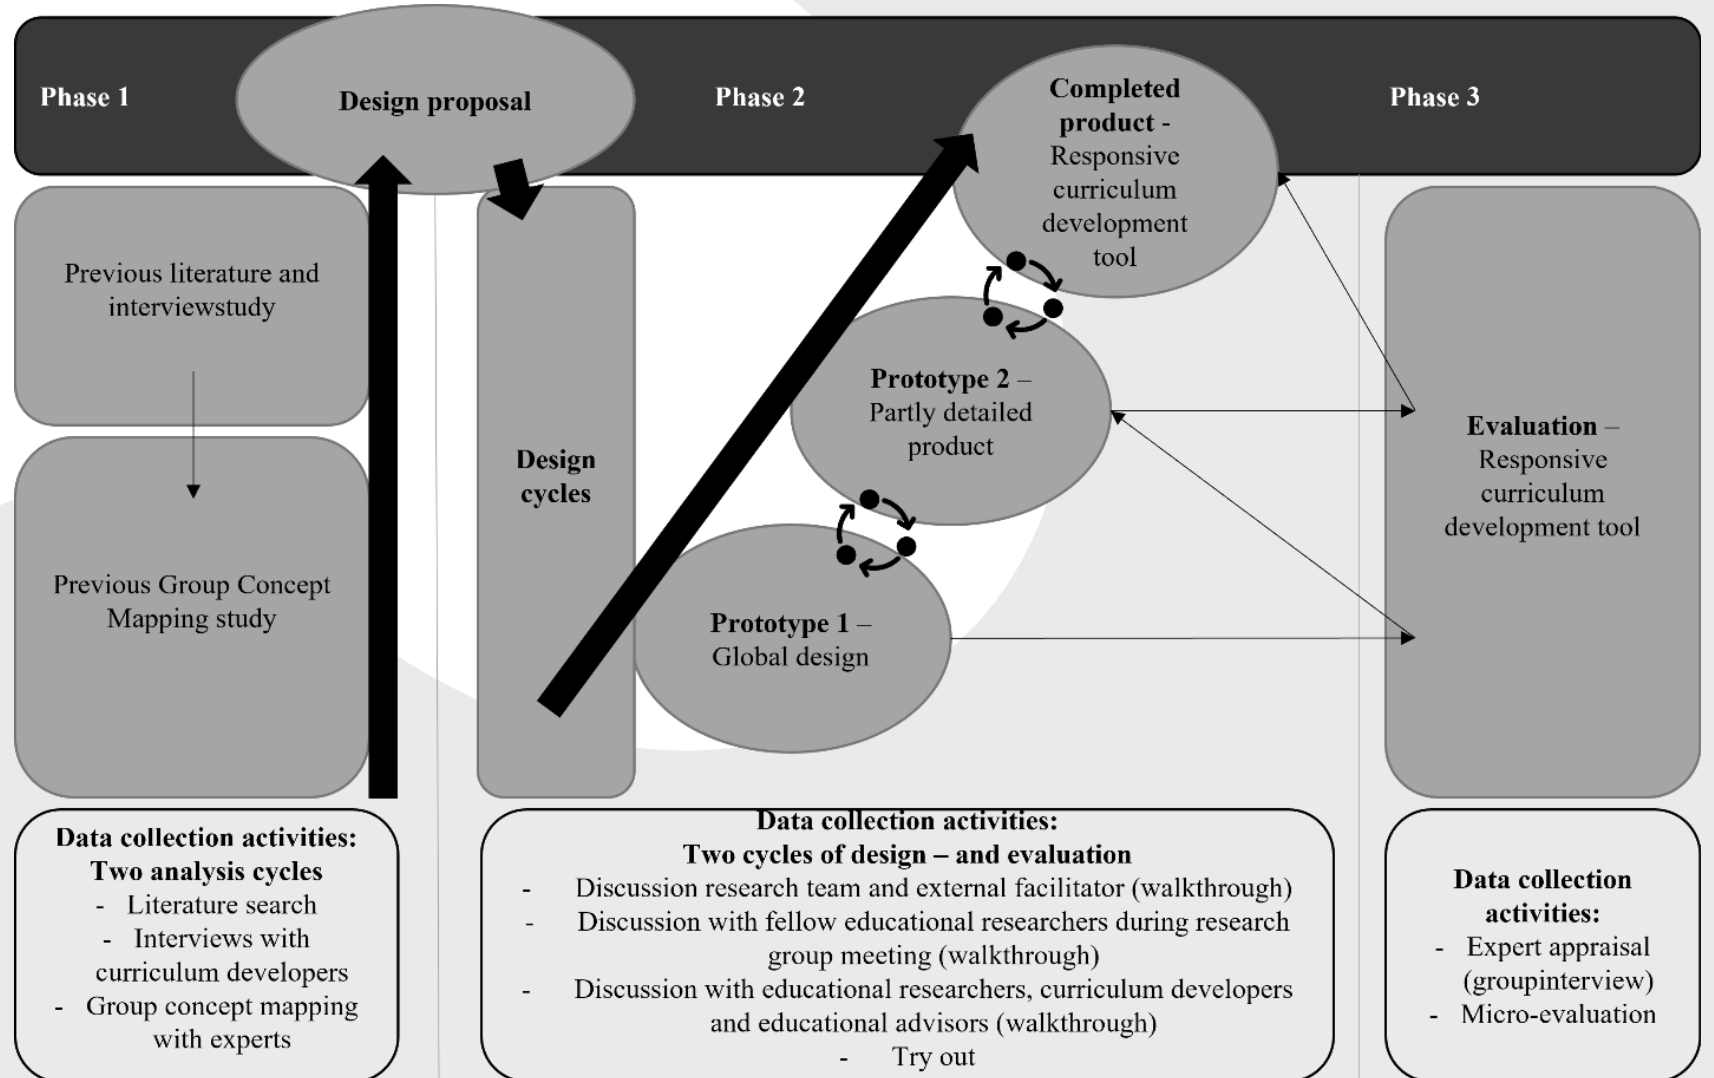 Phase 1
Design proposal
Phase 2
Completed
product -
Responsive
curriculum
development
tool
Phase 3
Previous literature and
interviewstudy
Previous Group Concept
Mapping study
Design
cycles
Prototype 2 –
Partly detailed
product
Prototype 1 –
Global design
Evaluation –
Responsive
curriculum
development tool
Data collection activities:
Two analysis cycles
- Literature search
- Interviews with
curriculum developers
- Group concept mapping
with experts
Data collection activities:
Two cycles of design – and evaluation
- Discussion research team and external facilitator (walkthrough)
- Discussion with fellow educational researchers during research
group meeting (walkthrough)
- Discussion with educational researchers, curriculum developers
and educational advisors (walkthrough)
- Try out
Data collection
activities:
- Expert appraisal
(groupinterview)
- Micro-evaluation